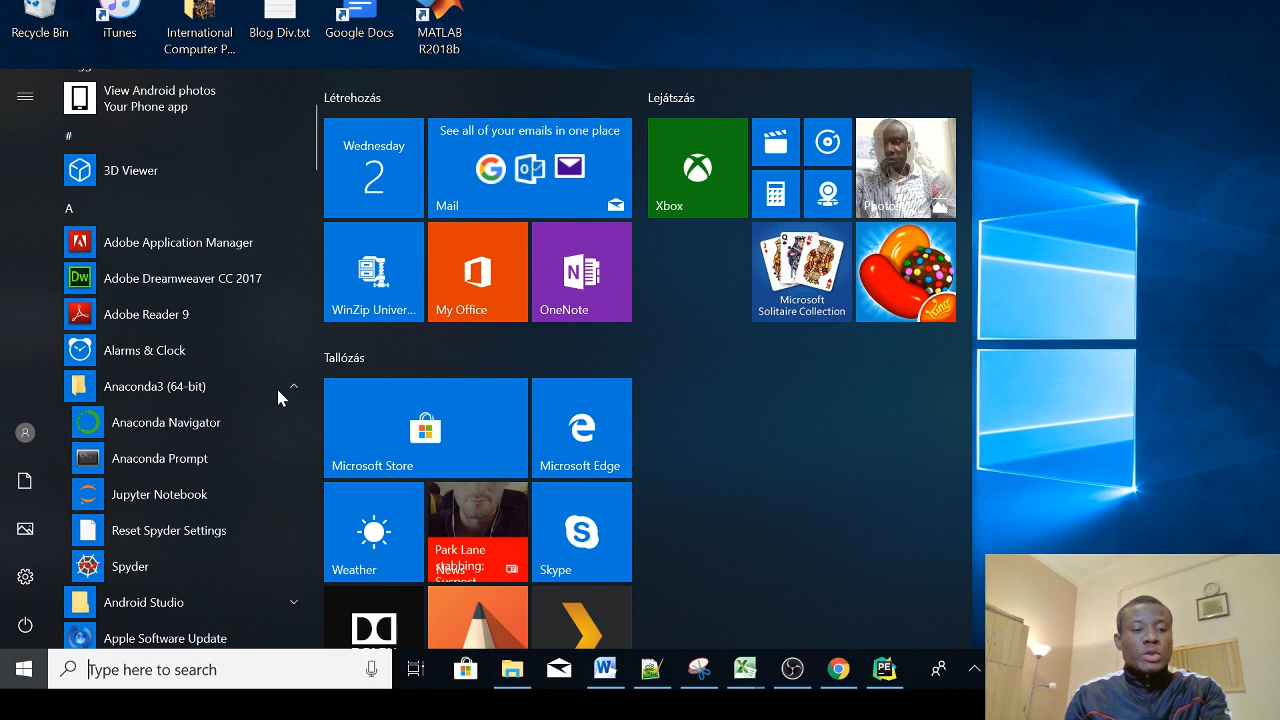 Recycle Bin
iTunes
International
Computer P...
Blog Div.txt
Google Docs
MATLAB
R2018b
View Android photos
Your Phone app
#
3D Viewer
A
Adobe Application Manager
Dw
Adobe Dreamweaver CC 2017
Adobe Reader 9
Alarms & Clock
Anaconda3 (64-bit)
Anaconda Navigator
Anaconda Prompt
Jupyter Notebook
Reset Spyder Settings
Spyder
Android Studio
Apple Software Update
Létrehozás
Wednesday
2
See all of your emails in one place
Mail
WinZip Univer...
My Office
OneNote
Tallózás
Microsoft Store
Microsoft Edge
Weather
Park Lane
stabbing:
News
Skype
Lejátszás
Xbox
Photos
Microsoft
Solitaire Collection
King
Type here to search